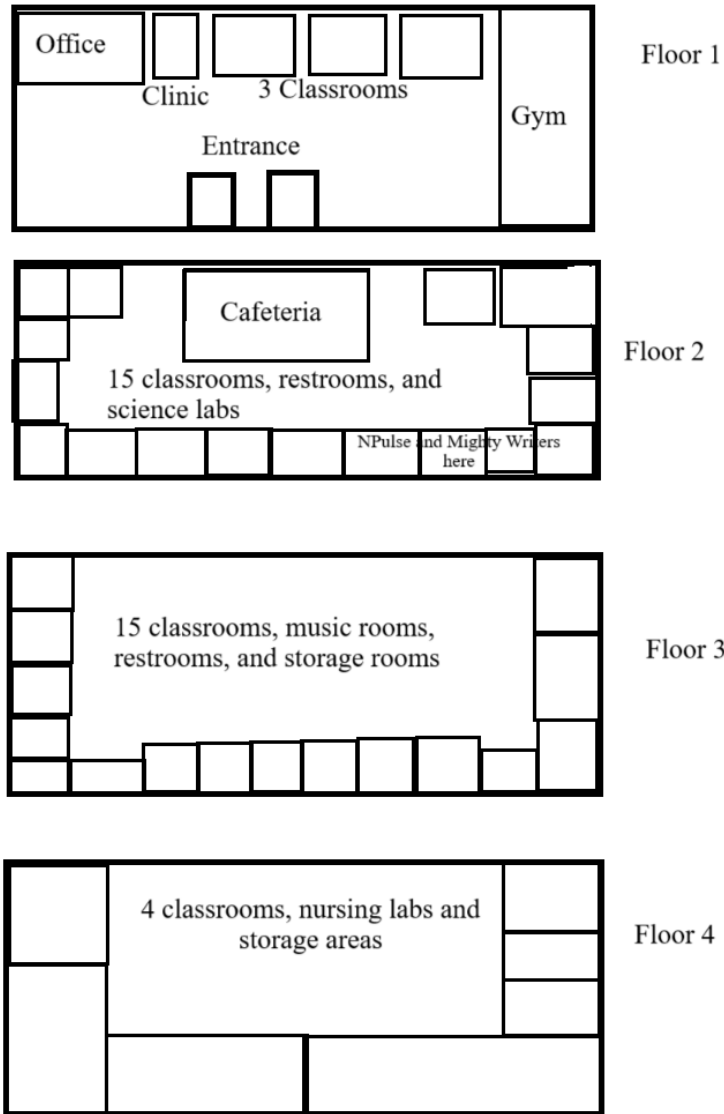 Office
Floor 1
Clinic
3 Classrooms
Gym
Entrance
Cafeteria
Floor 2
15 classrooms, restrooms, and
science labs
NPulse and Mighty Writers
here
15 classrooms, music rooms,
restrooms, and storage rooms
Floor 3
4 classrooms, nursing labs and
storage areas
Floor 4